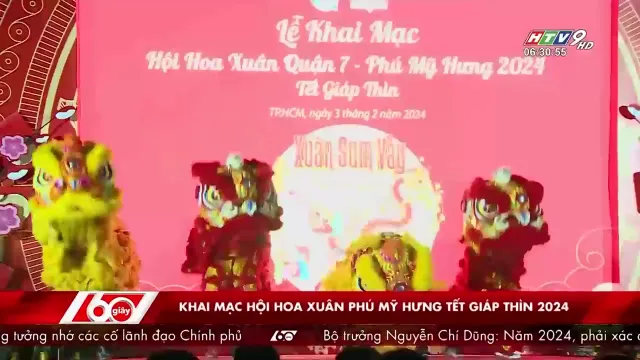 Lễ Khai Mạc
HTV9 HD
06:30:55
Hội Hoa Xuân Quận 7 - Phú Mỹ Hưng 2024
Tết Giáp Thìn
TP.HCM, ngày 3 tháng 2 năm 2024
Xuân Sum Vầy
60 giây
KHAI MẠC HỘI HOA XUÂN PHÚ MỸ HƯNG TẾT GIÁP THÌN 2024
tưởng nhớ các cố lãnh đạo Chính phủ 60 Bộ trưởng Nguyễn Chí Dũng: Năm 2024, phải xác